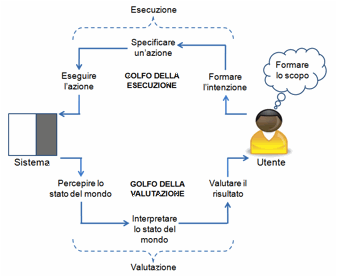 Esecuzione
Specificare
un'azione
Formare
lo scopo
Eseguire
l'azione
GOLFO DELLA
ESECUZIONE
Formare
l'intenzione
Sistema
Utente
Percepire lo
stato del mondo
GOLFO DELLA
VALUTAZIONE
Valutare il
risultato
Interpretare
lo stato del
mondo
Valutazione